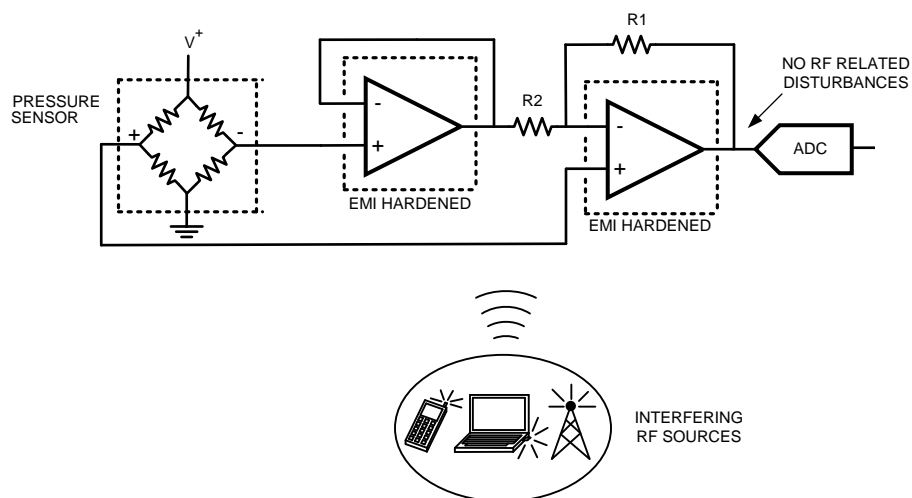 R1
V+
NO RF RELATED
DISTURBANCES
PRESSURE
SENSOR
R2
-
+
-
+
-
+
ADC
EMI HARDENED
EMI HARDENED
INTERFERING
RF SOURCES